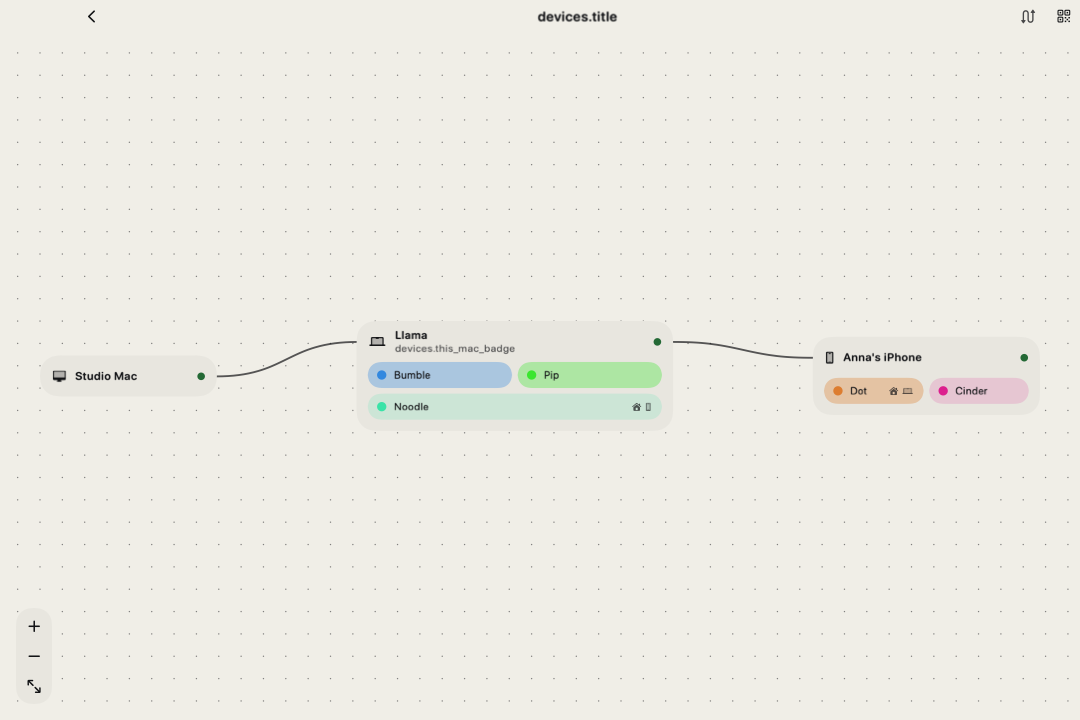 devices.title
Studio Mac
Llama
devices.this_mac_badge
Bumble
Pip
Noodle
Anna's iPhone
Dot
Cinder